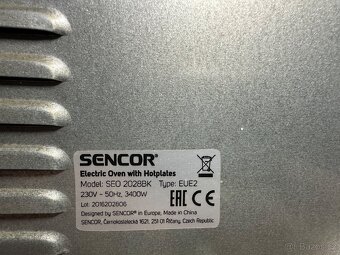 SENCOR®
Electric Oven with Hotplates
Model: SEO 2028BK Type: EUE2
230V ~ 50Hz, 3400W
Lot: 2016202606
Designed by SENCOR® in Europe, Made in China
SENCOR, Černokostelecká 1621, 251 01 Říčany, Czech Republic